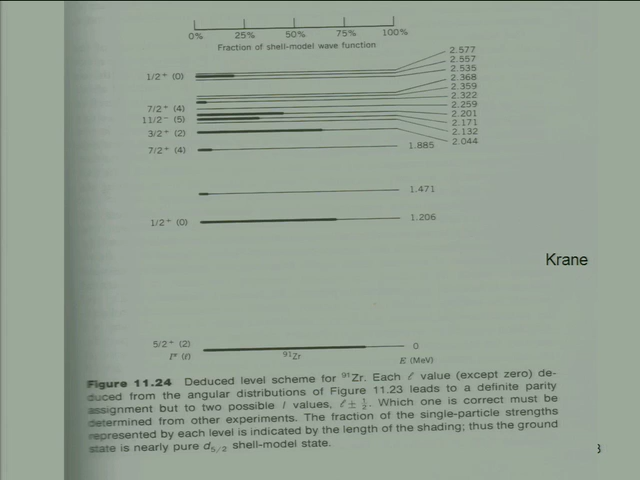 0% 25% 50% 75% 100%
Fraction of shell-model wave function
2.577
2.557
1/2⁺ (0) 2.535
2.368
2.359
2.322
7/2⁺ (4) 2.259
11/2⁻ (5) 2.201
2.171
3/2⁺ (2) 2.132
2.044
7/2⁺ (4) 1.885
1.471
1/2⁺ (0) 1.206
Krane
5/2⁺ (2) 0
Iπ (ℓ) ⁹¹Zr E (MeV)
Figure 11.24 Deduced level scheme for ⁹¹Zr. Each ℓ value (except zero) de-
duced from the angular distributions of Figure 11.23 leads to a definite parity
assignment but to two possible I values, ℓ ± ½. Which one is correct must be
determined from other experiments. The fraction of the single-particle strengths
represented by each level is indicated by the length of the shading; thus the ground
state is nearly pure d₅/₂ shell-model state.